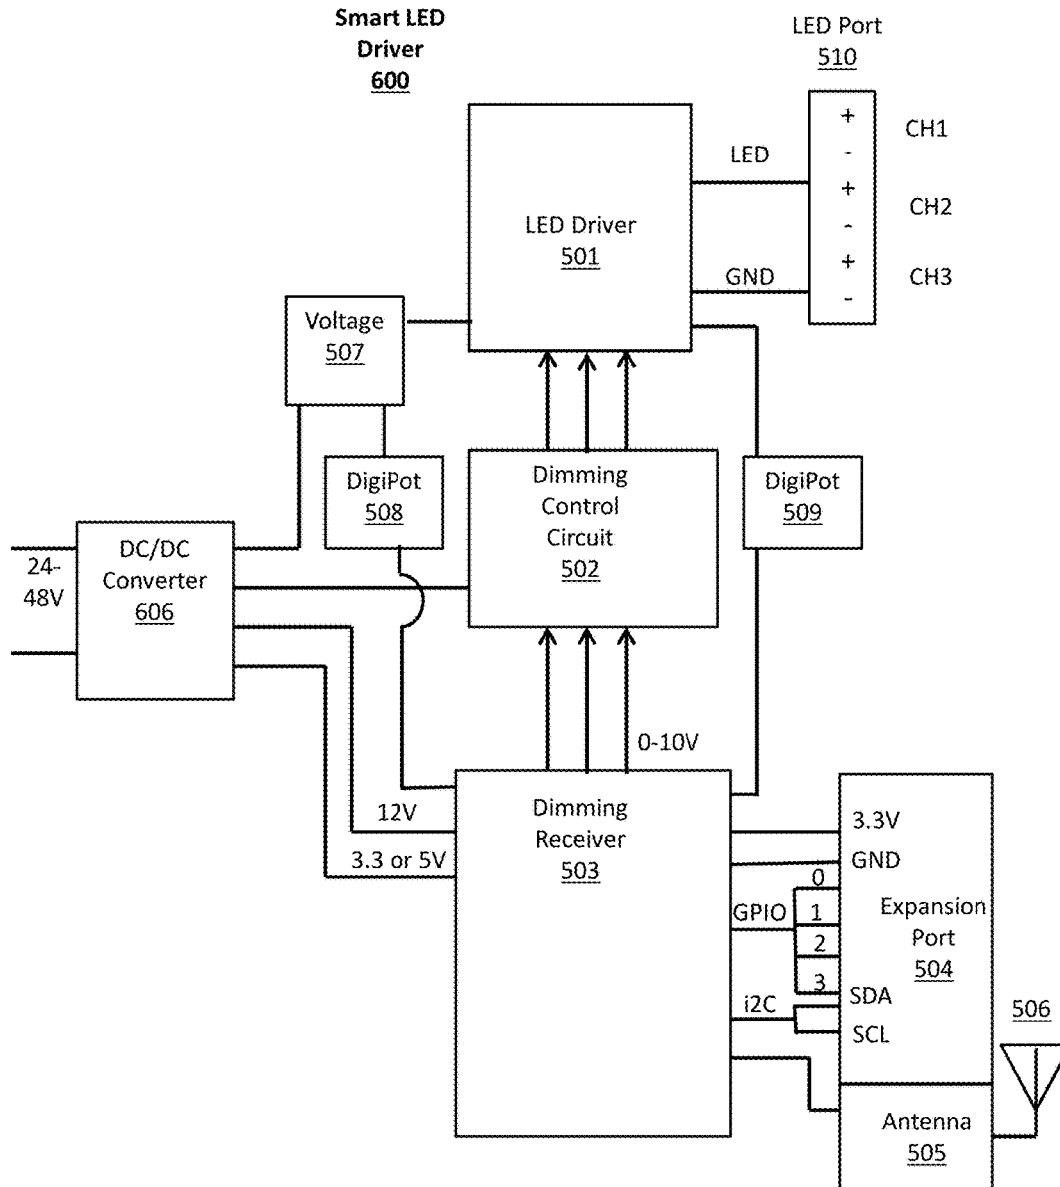 Smart LED
Driver
600
LED Port
510
+
-
+
-
+
-
CH1
CH2
CH3
LED
GND
LED Driver
501
Voltage
507
DigiPot
508
Dimming
Control
Circuit
502
DigiPot
509
24-
48V
DC/DC
Converter
606
0-10V
12V
3.3 or 5V
Dimming
Receiver
503
3.3V
GND
0
GPIO
1
2
3
Expansion
Port
504
SDA
i2C
SCL
506
Antenna
505